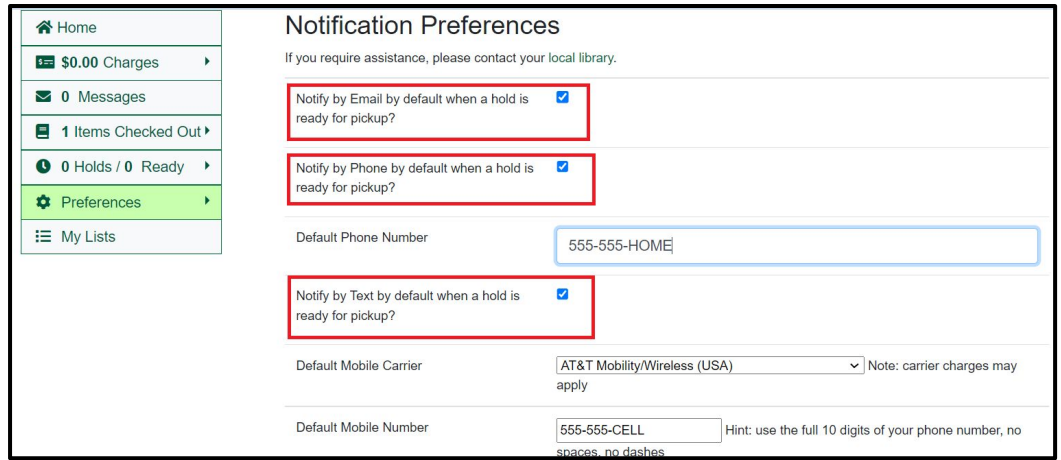 Home
$0.00 Charges
0 Messages
1 Items Checked Out
0 Holds / 0 Ready
Preferences
My Lists
Notification Preferences
If you require assistance, please contact your local library.
Notify by Email by default when a hold is
ready for pickup?
Notify by Phone by default when a hold is
ready for pickup?
Default Phone Number
555-555-HOME
Notify by Text by default when a hold is
ready for pickup?
Default Mobile Carrier
AT&T Mobility/Wireless (USA)
Note: carrier charges may
apply
Default Mobile Number
555-555-CELL
Hint: use the full 10 digits of your phone number, no
spaces, no dashes